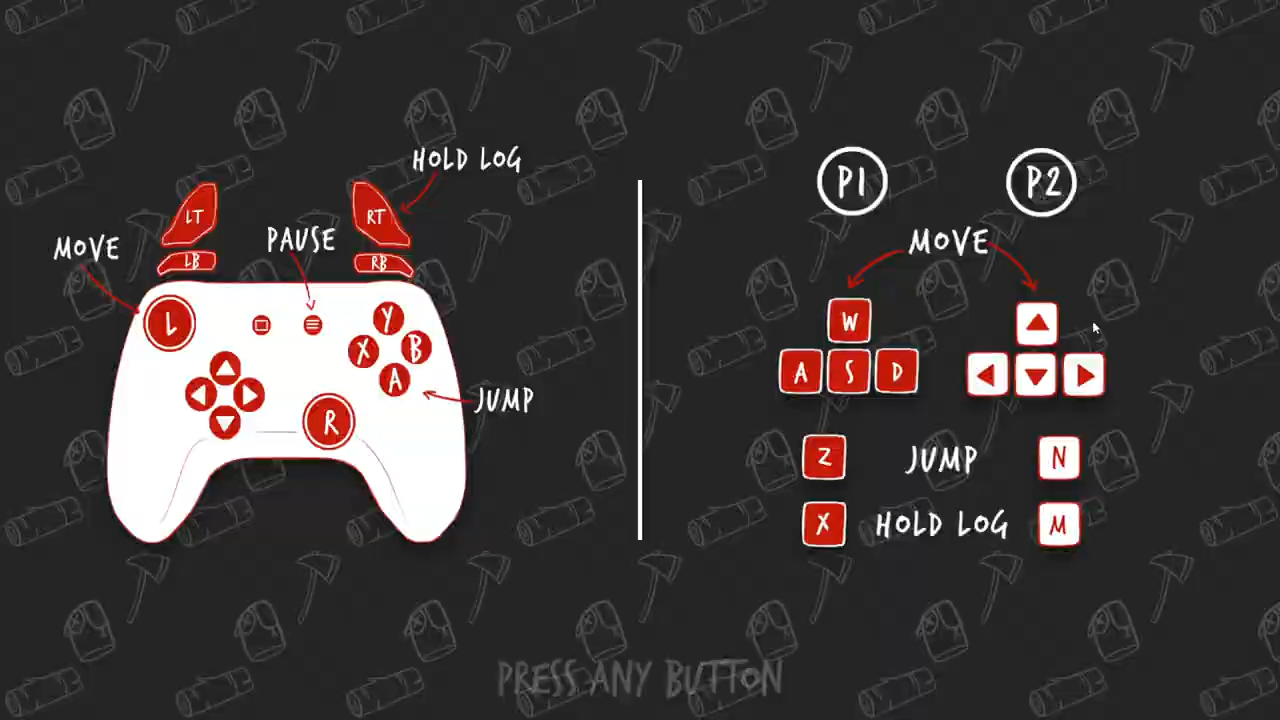 HOLD LOG
LT
RT
PAUSE
MOVE
LB
RB
L
Y
X
B
A
JUMP
R
P1
P2
MOVE
W
A
S
D
Z
JUMP
N
X
HOLD LOG
M
PRESS ANY BUTTON